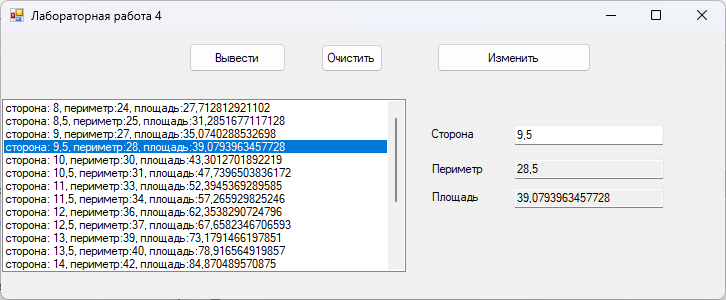 Лабораторная работа 4
Вывести
Очистить
Изменить
сторона: 8, периметр:24, площадь:27,712812921102
сторона: 8,5, периметр:25, площадь:31,2851677117128
сторона: 9, периметр:27, площадь:35,0740288532698
сторона: 9,5, периметр:28, площадь:39,0793963457728
сторона: 10, периметр:30, площадь:43,3012701892219
сторона: 10,5, периметр:31, площадь:47,7396503836172
сторона: 11, периметр:33, площадь:52,3945369289585
сторона: 11,5, периметр:34, площадь:57,265929825246
сторона: 12, периметр:36, площадь:62,3538290724796
сторона: 12,5, периметр:37, площадь:67,6582346706593
сторона: 13, периметр:39, площадь:73,1791466197851
сторона: 13,5, периметр:40, площадь:78,916564919857
сторона: 14, периметр:42, площадь:84,870489570875
Сторона
9,5
Периметр
28,5
Площадь
39,0793963457728